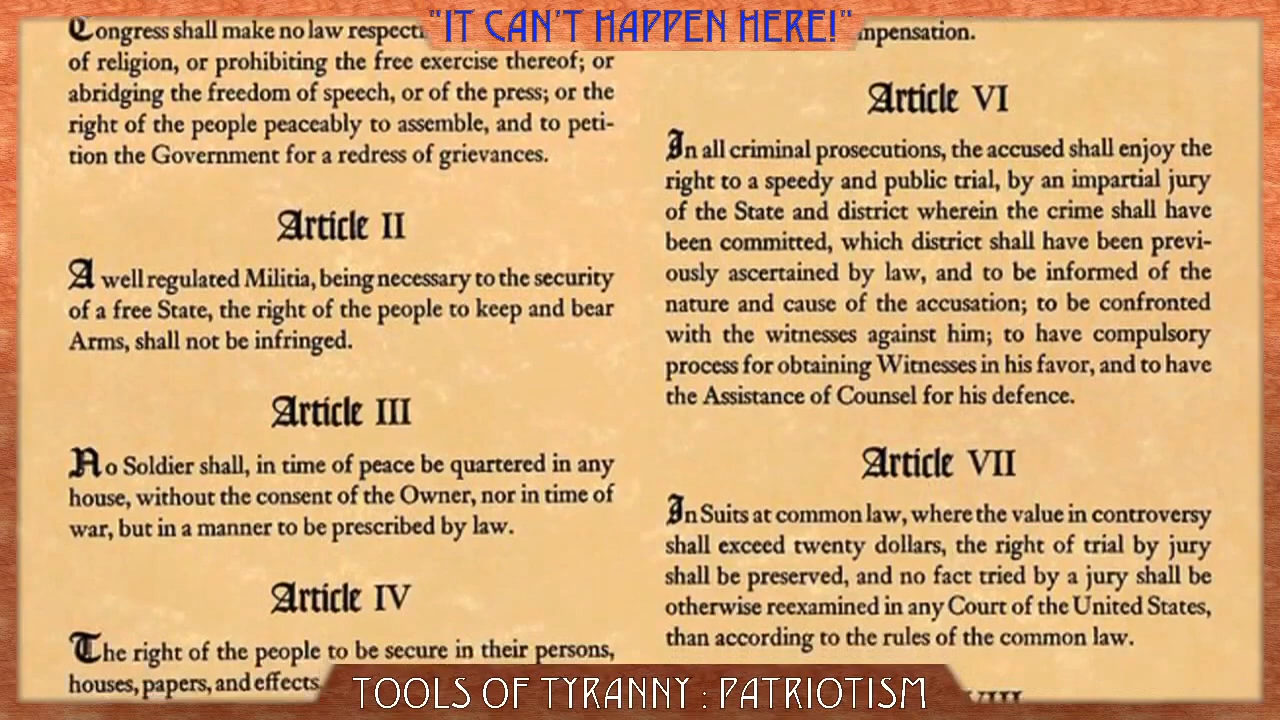 "IT CAN'T HAPPEN HERE!"
Congress shall make no law
of religion, or prohibiting the free exercise thereof; or
abridging the freedom of speech, or of the press; or the
right of the people peaceably to assemble, and to peti-
tion the Government for a redress of grievances.
Article II
A well regulated Militia, being necessary to the security
of a free State, the right of the people to keep and bear
Arms, shall not be infringed.
Article III
No Soldier shall, in time of peace be quartered in any
house, without the consent of the Owner, nor in time of
war, but in a manner to be prescribed by law.
Article IV
The right of the people to be secure in their persons,
houses, papers, and effects
Article VI
In all criminal prosecutions, the accused shall enjoy the
right to a speedy and public trial, by an impartial jury
of the State and district wherein the crime shall have
been committed, which district shall have been previ-
ously ascertained by law, and to be informed of the
nature and cause of the accusation; to be confronted
with the witnesses against him; to have compulsory
process for obtaining Witnesses in his favor, and to have
the Assistance of Counsel for his defence.
Article VII
In Suits at common law, where the value in controversy
shall exceed twenty dollars, the right of trial by jury
shall be preserved, and no fact tried by a jury shall be
otherwise reexamined in any Court of the United States,
than according to the rules of the common law.
TOOLS OF TYRANNY : PATRIOTISM